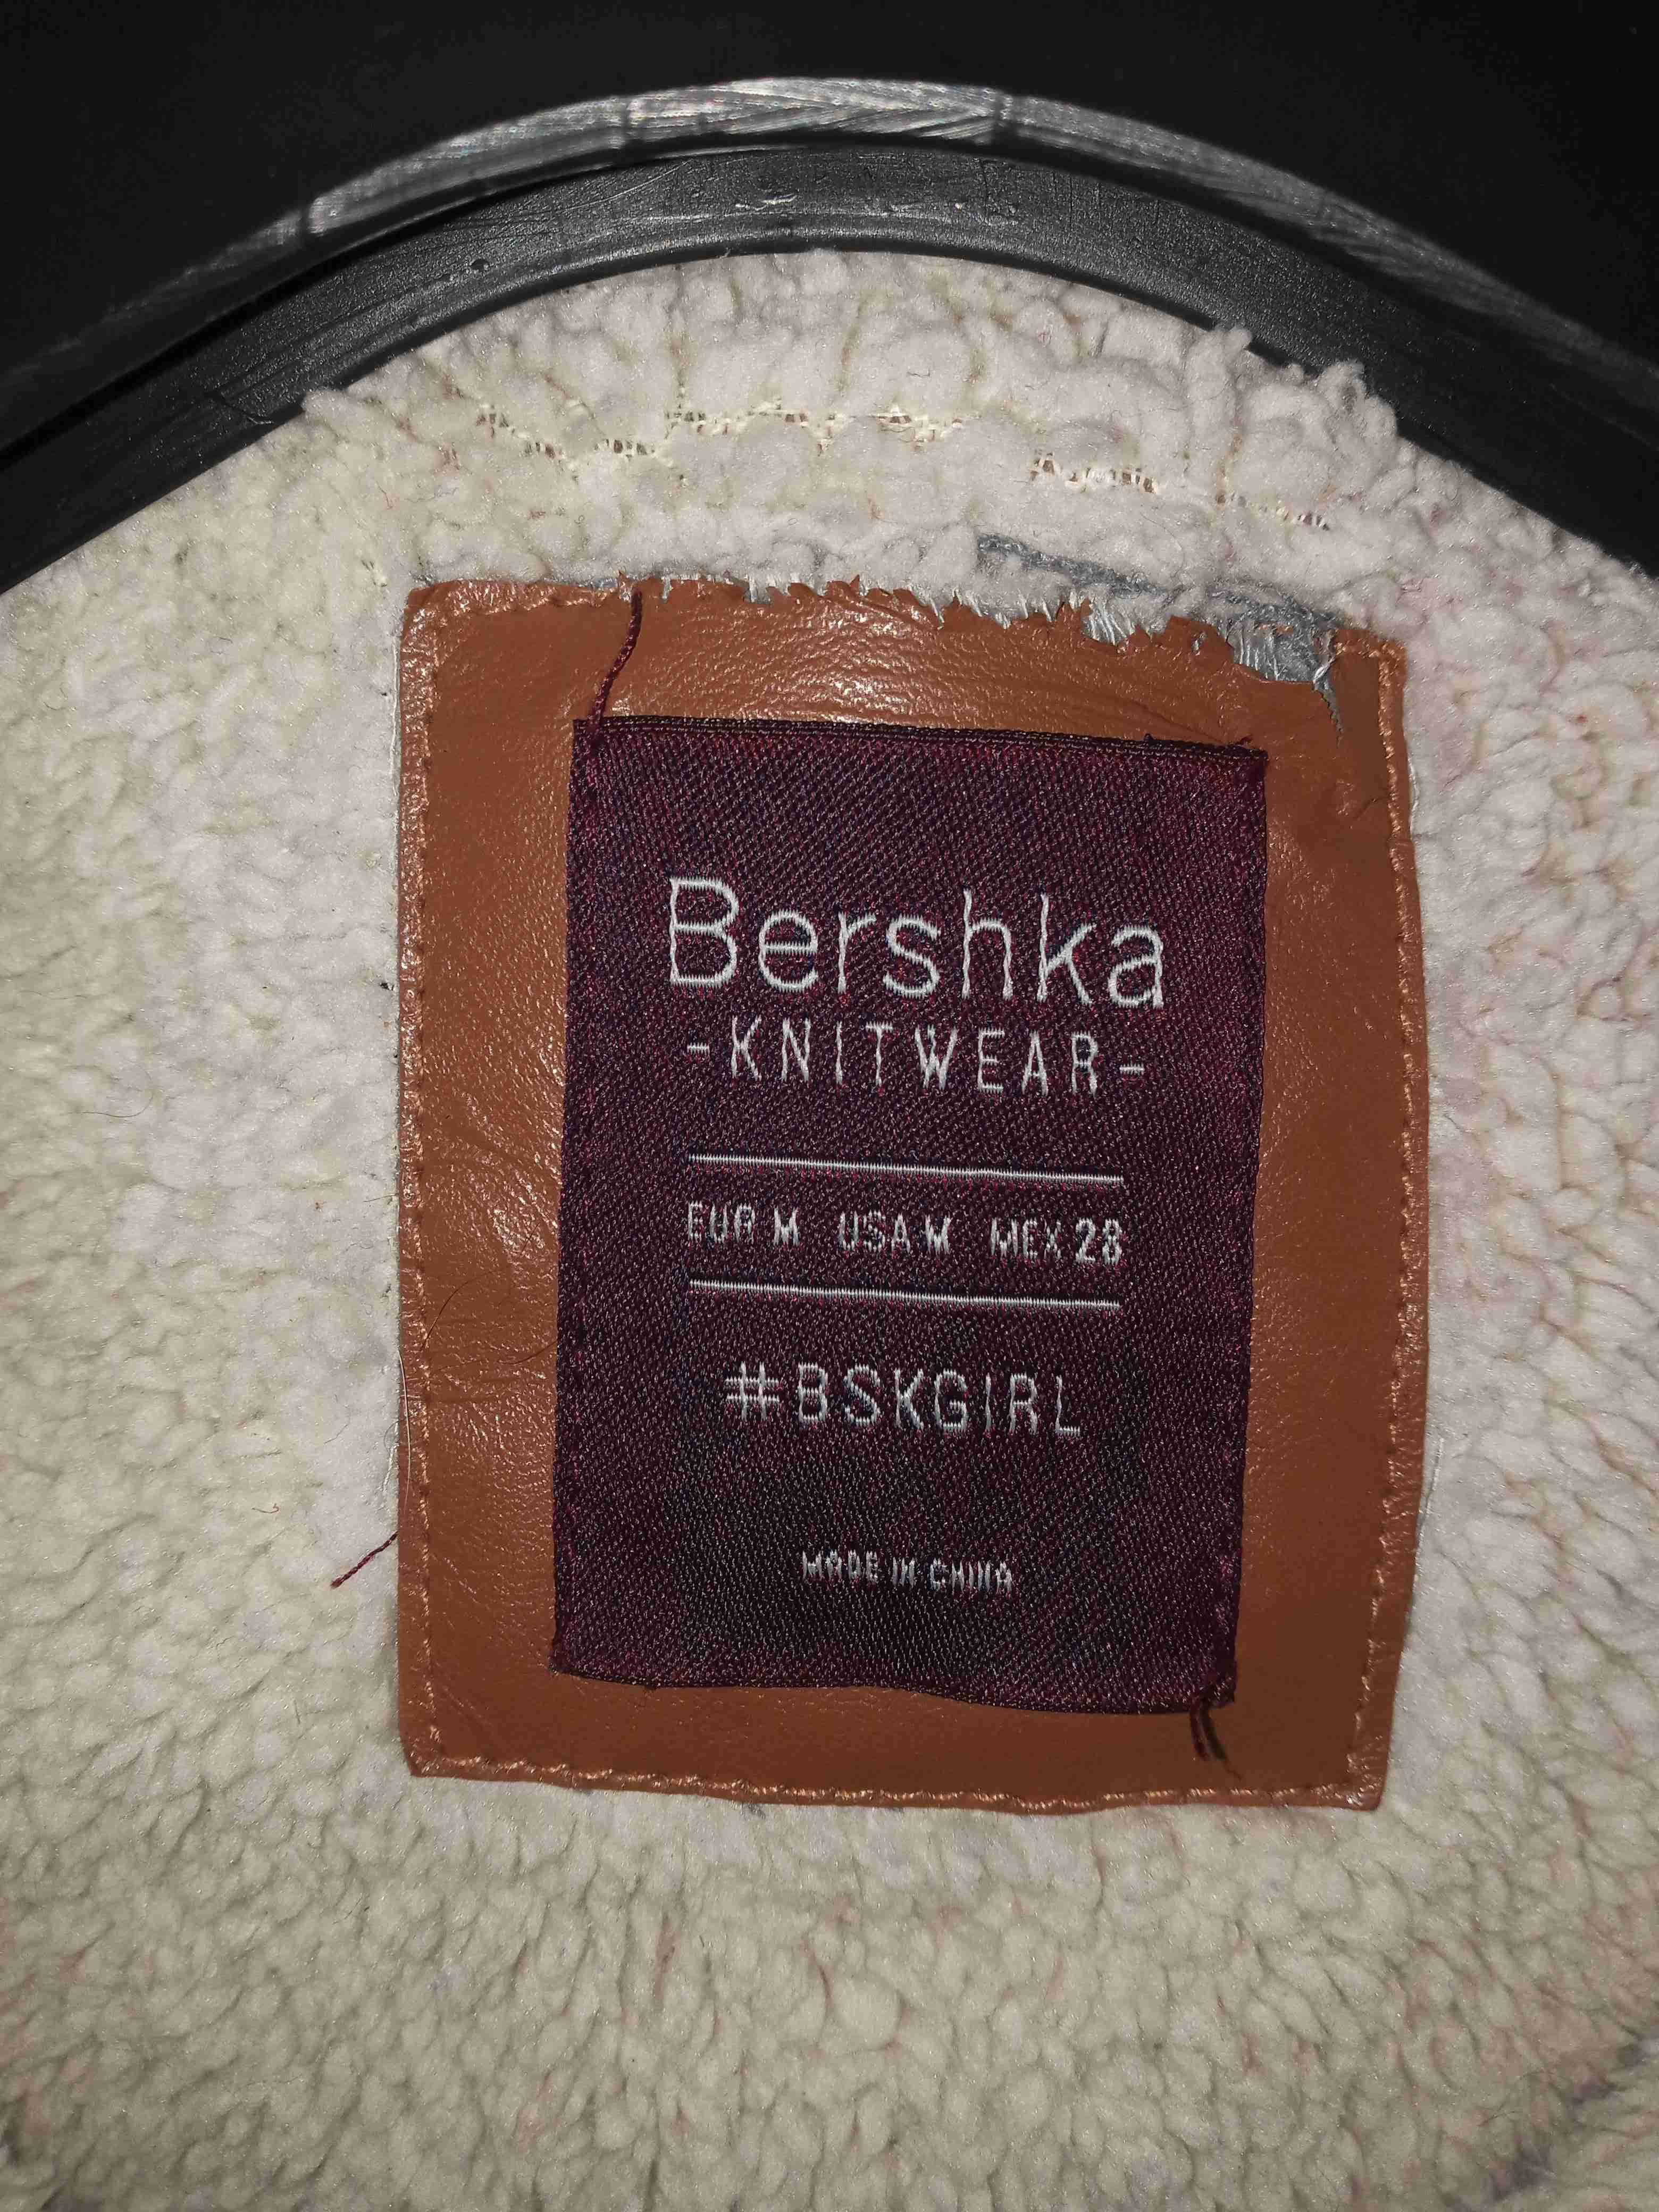 Bershka
-KNITWEAR-
EUR M USA M MEX 28
#BSKGIRL
MADE IN CHINA